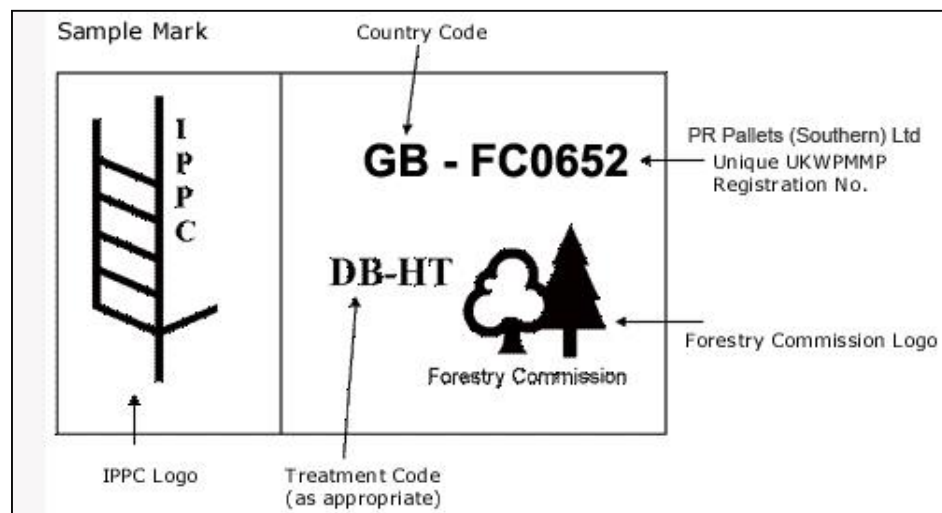 Sample Mark
Country Code
I
P
P
C
GB - FC0652
PR Pallets (Southern) Ltd
Unique UKWPMMP
Registration No.
DB-HT
Forestry Commission
Forestry Commission Logo
IPPC Logo
Treatment Code
(as appropriate)